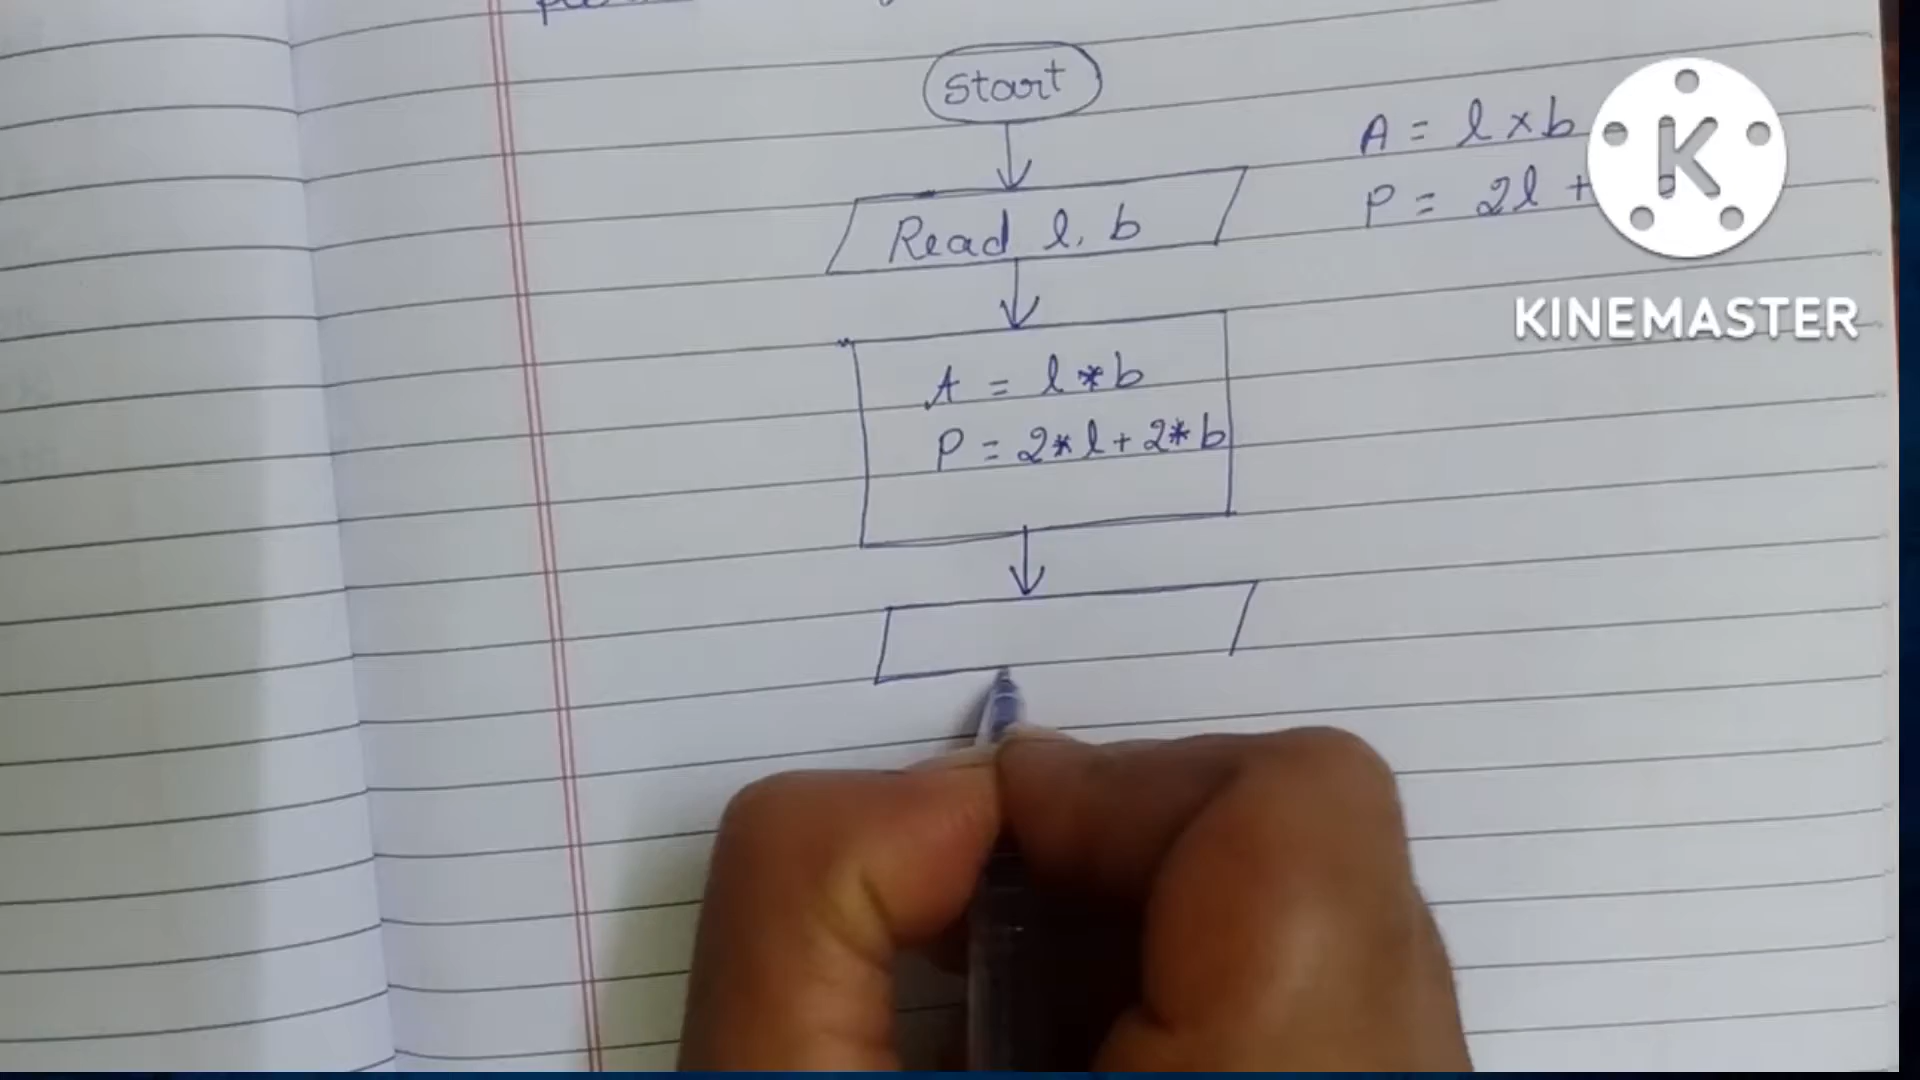 Start
A = l × b
P = 2l +
Read l, b
KINEMASTER
A = l * b
P = 2 * l + 2 * b